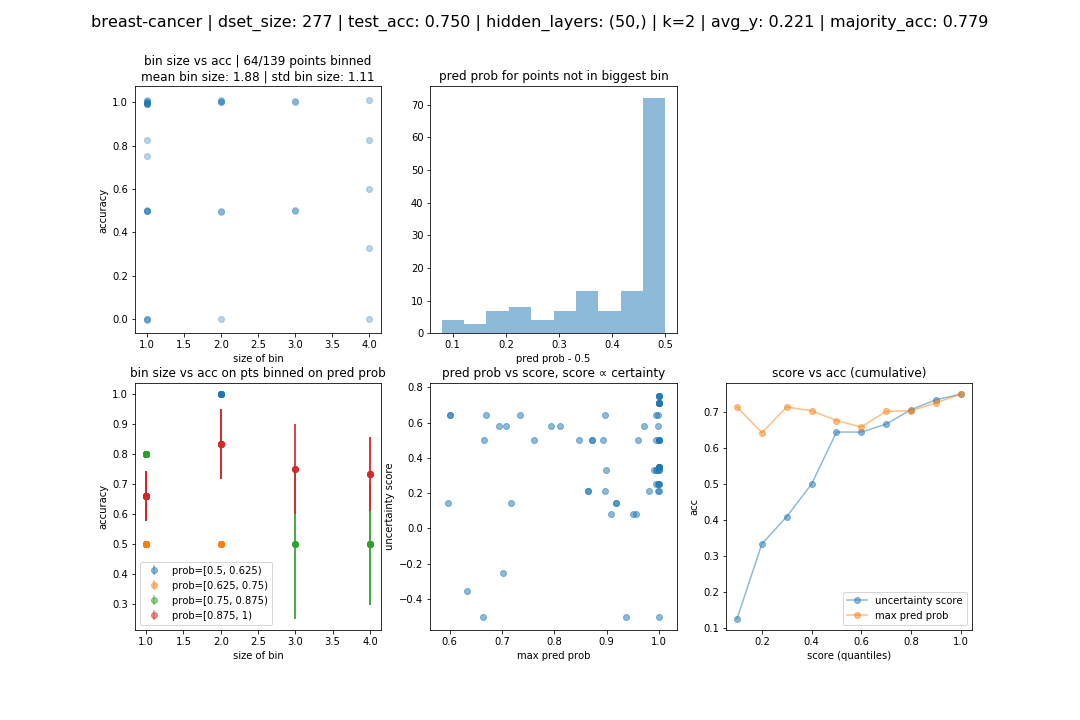 breast-cancer | dset_size: 277 | test_acc: 0.750 | hidden_layers: (50,) | k=2 | avg_y: 0.221 | majority_acc: 0.779
bin size vs acc | 64/139 points binned
mean bin size: 1.88 | std bin size: 1.11
1.0
0.8
0.6
0.4
0.2
0.0
accuracy
1.0 1.5 2.0 2.5 3.0 3.5 4.0
size of bin
pred prob for points not in biggest bin
70
60
50
40
30
20
10
0
0.1 0.2 0.3 0.4 0.5
pred prob - 0.5
bin size vs acc on pts binned on pred prob
1.0
0.9
0.8
0.7
0.6
0.5
0.4
0.3
accuracy
prob=[0.5, 0.625)
prob=[0.625, 0.75)
prob=[0.75, 0.875)
prob=[0.875, 1)
1.0 1.5 2.0 2.5 3.0 3.5 4.0
size of bin
pred prob vs score, score ∝ certainty
0.8
0.6
0.4
0.2
0.0
−0.2
−0.4
uncertainty score
0.6 0.7 0.8 0.9 1.0
max pred prob
score vs acc (cumulative)
0.7
0.6
0.5
0.4
0.3
0.2
0.1
acc
uncertainty score
max pred prob
0.2 0.4 0.6 0.8 1.0
score (quantiles)